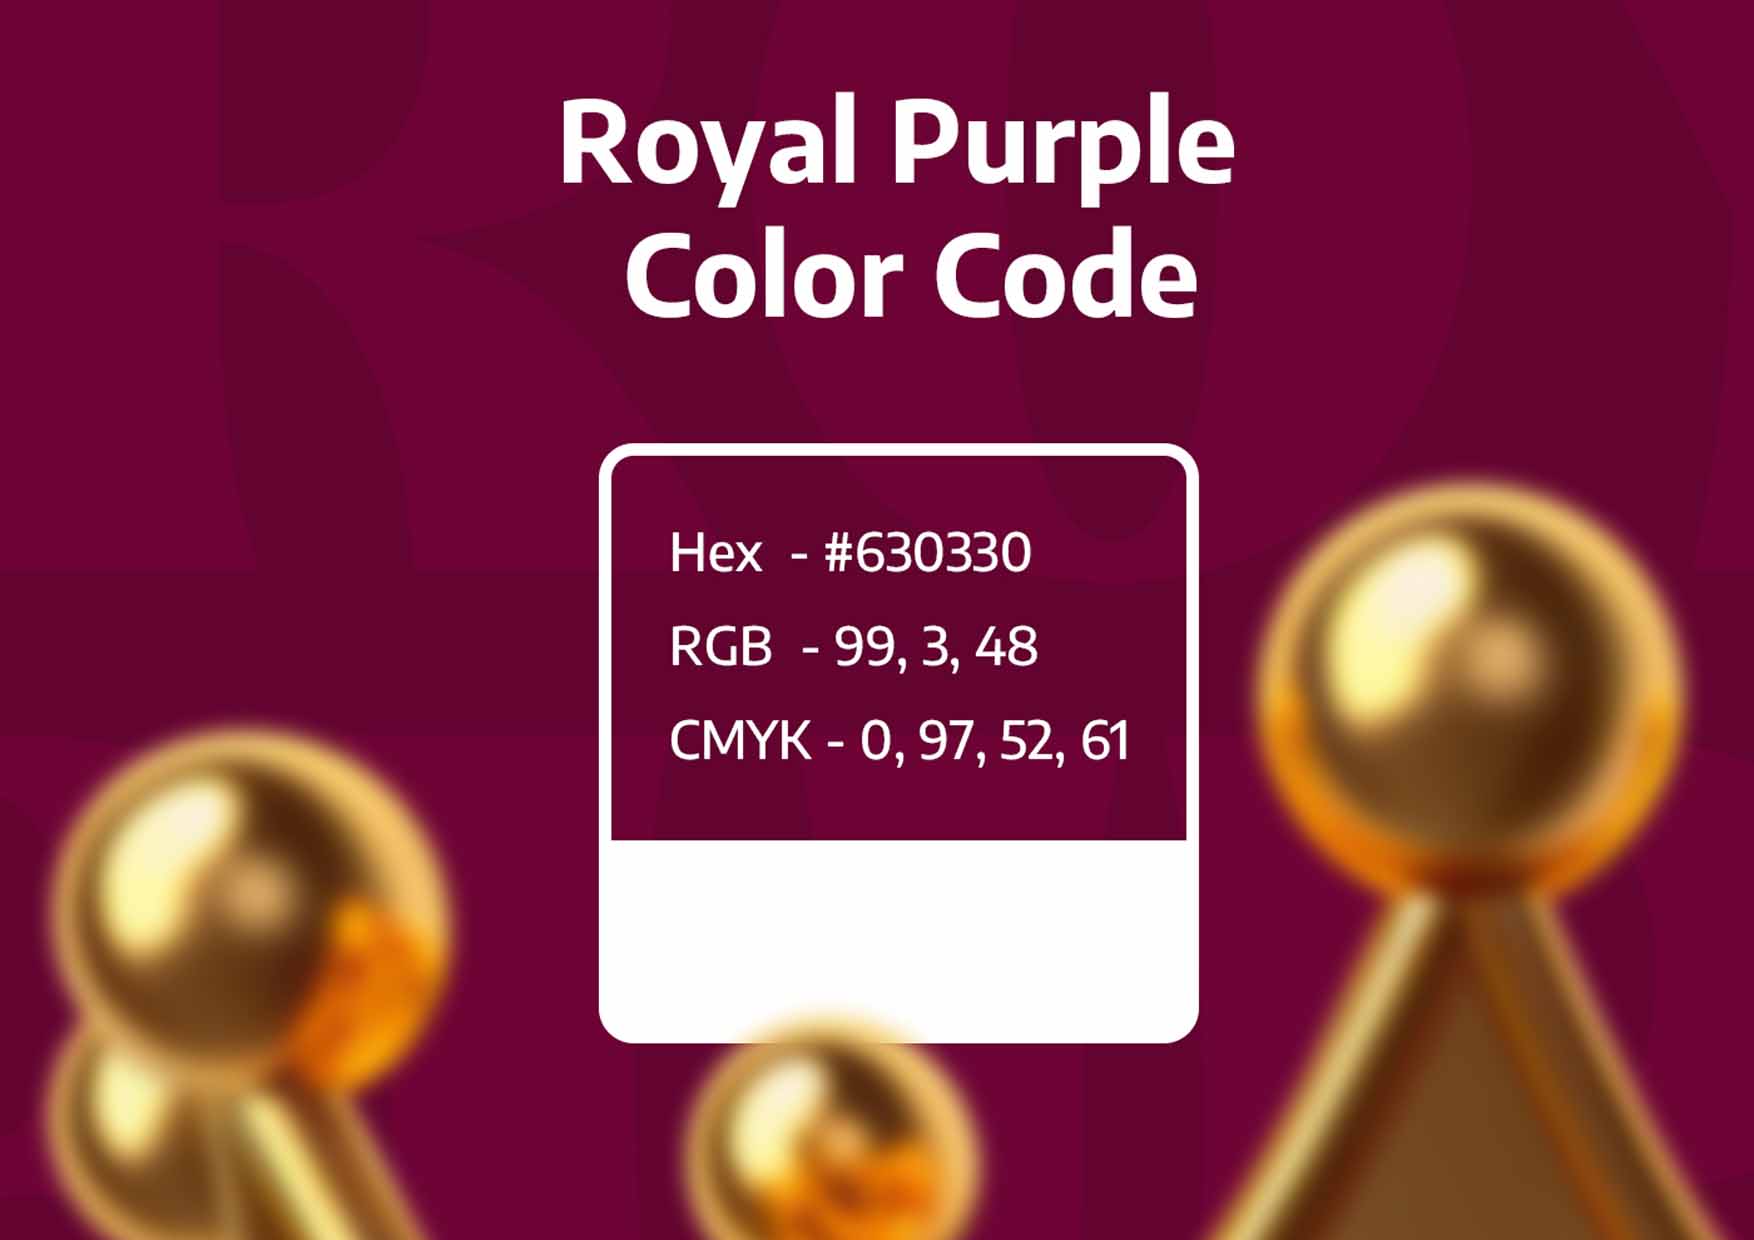 Royal Purple
Color Code
Hex - #630330
RGB - 99, 3, 48
CMYK - 0, 97, 52, 61